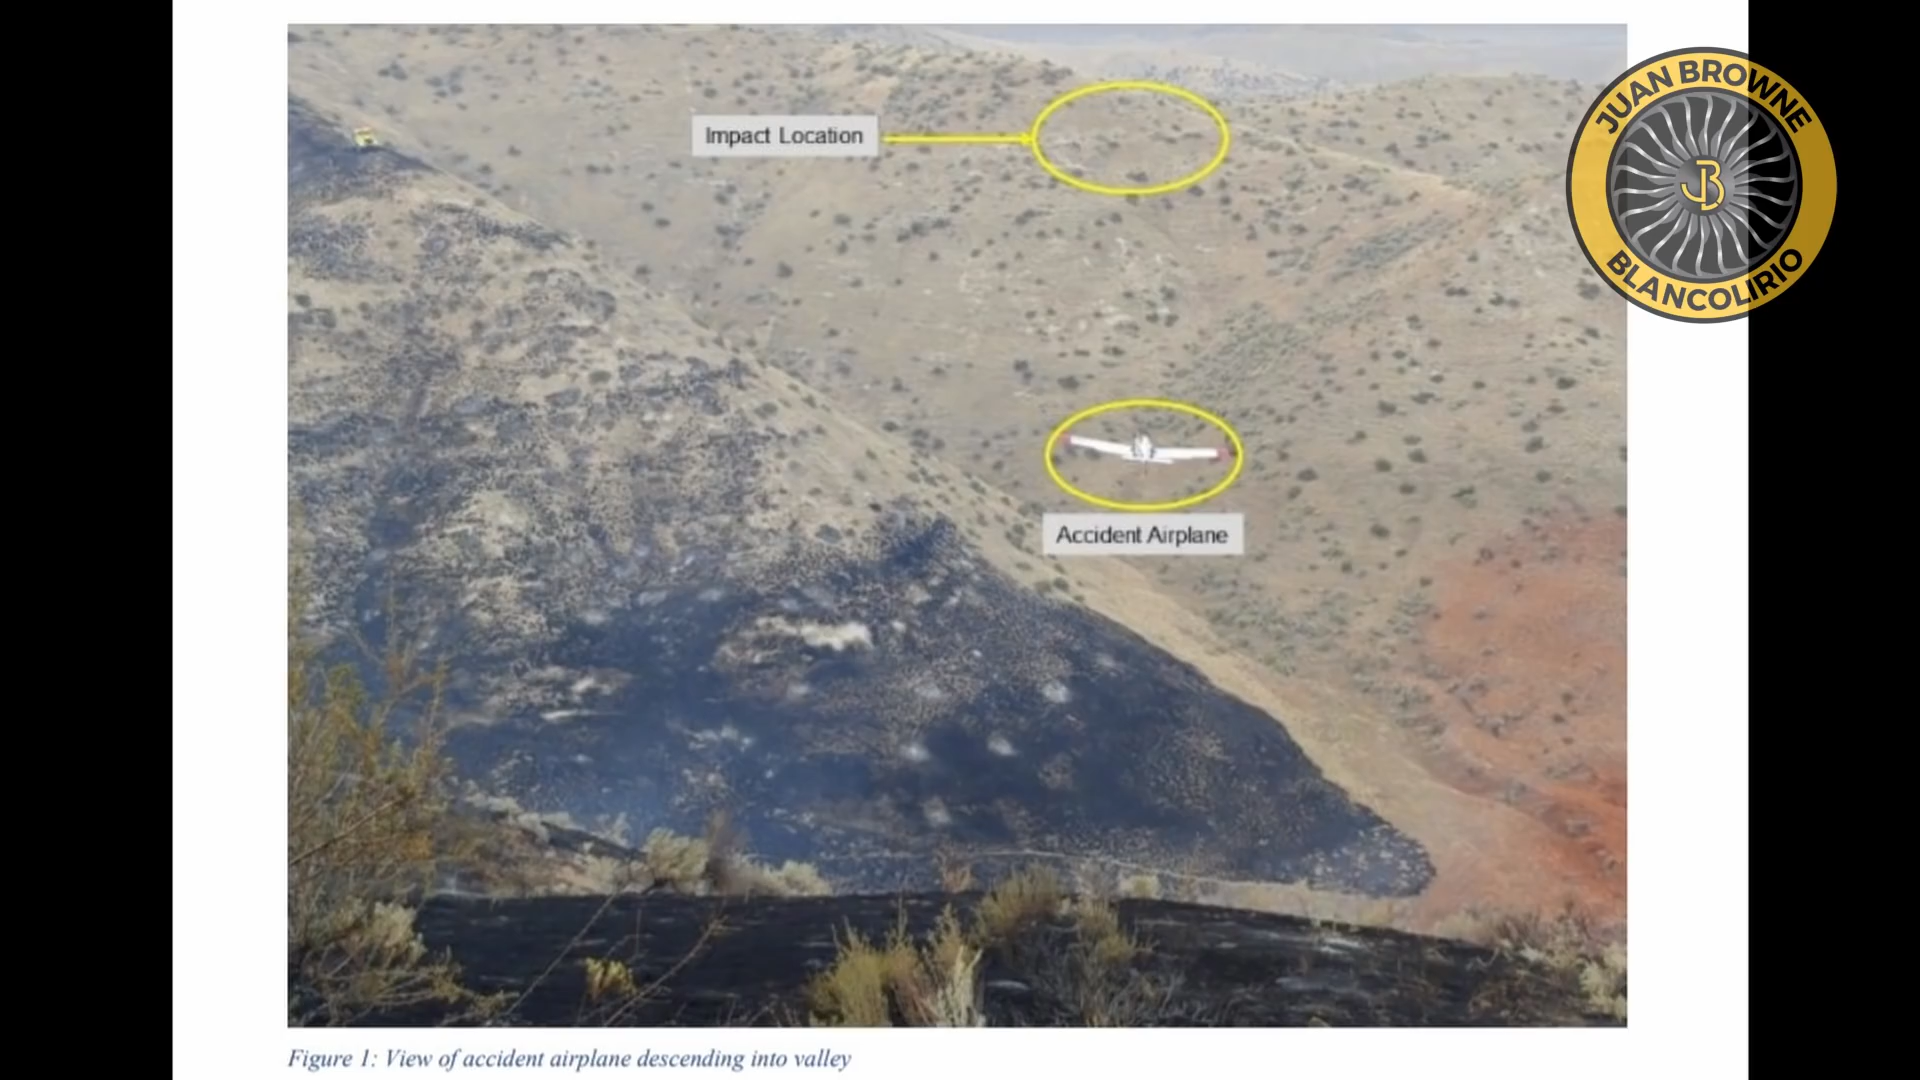 Impact Location
JUAN BROWNE
JB
BLANCOLIRIO
Accident Airplane
Figure 1: View of accident airplane descending into valley